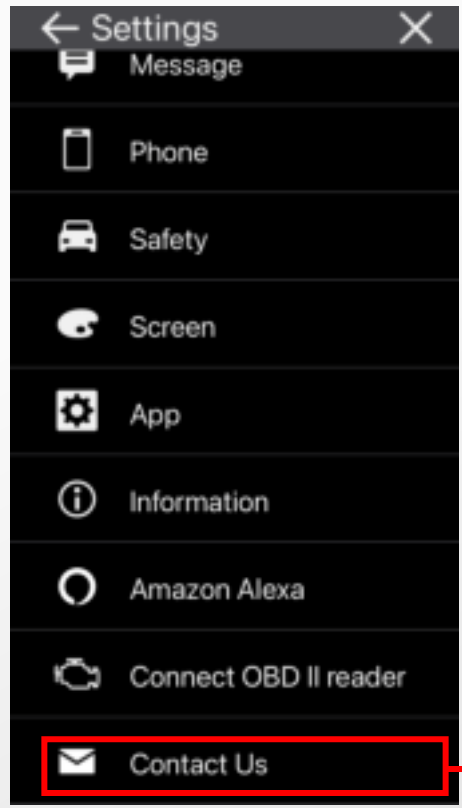 Settings
Message
Phone
Safety
Screen
App
Information
Amazon Alexa
Connect OBD II reader
Contact Us